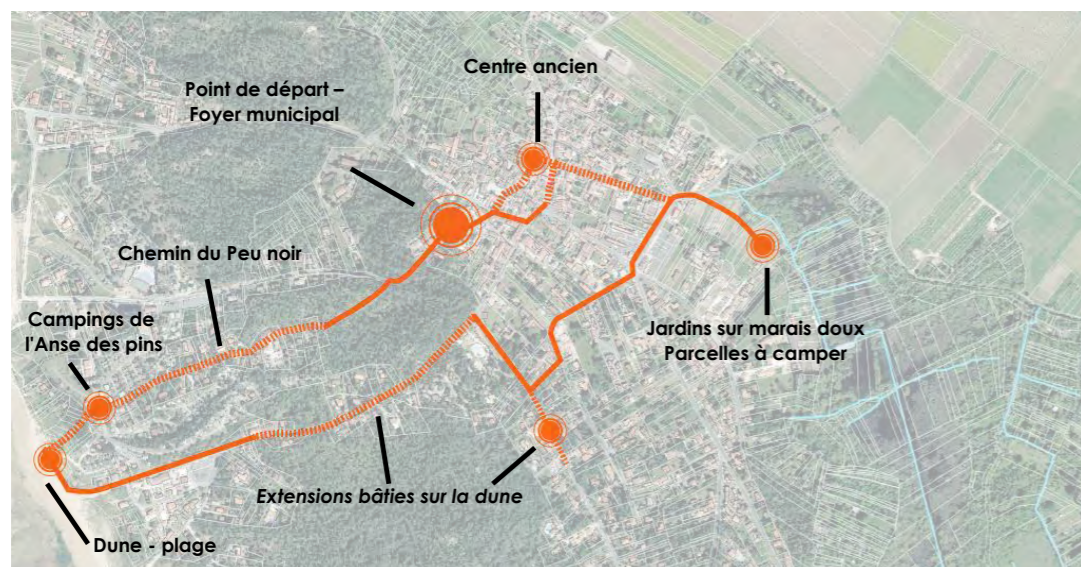 Centre ancien
Point de départ –
Foyer municipal
Chemin du Peu noir
Campings de
l'Anse des pins
Jardins sur marais doux
Parcelles à camper
Extensions bâties sur la dune
Dune - plage